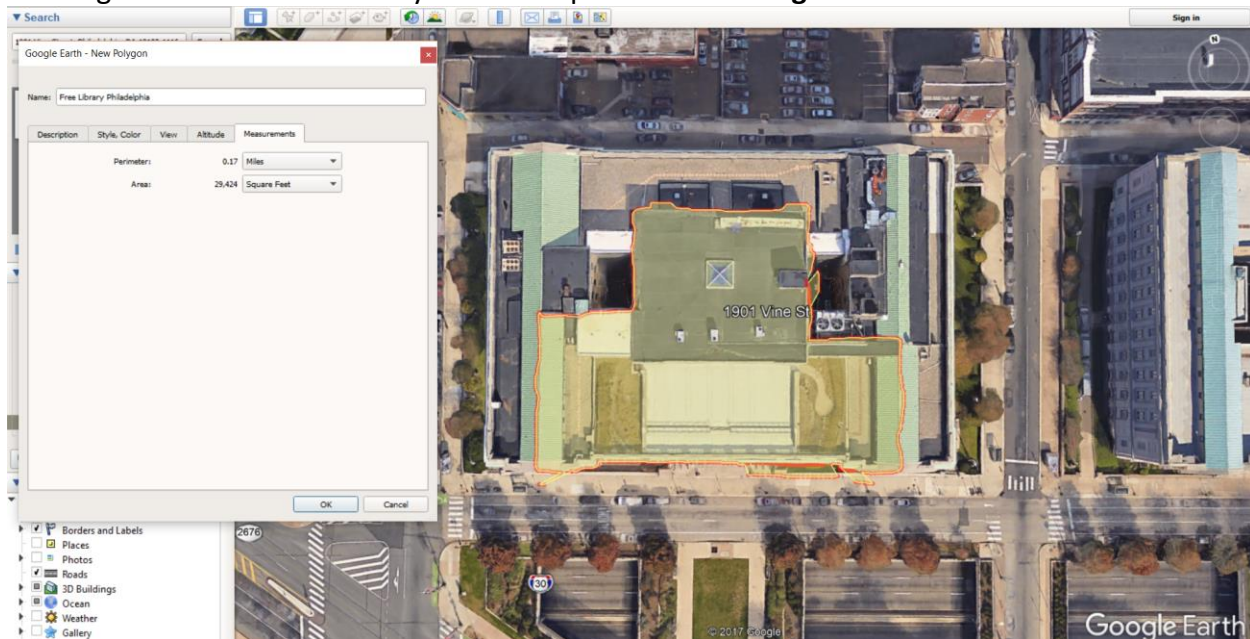 Search
Sign in
Google Earth - New Polygon
Name: Free Library Philadelphia
Description Style, Color View Altitude Measurements
Perimeter: 0.17 Miles
Area: 29,424 Square Feet
OK Cancel
N
1901 Vine St
2676
30
Borders and Labels
Places
Photos
Roads
3D Buildings
Ocean
Weather
Gallery
© 2017 Google
Google Earth